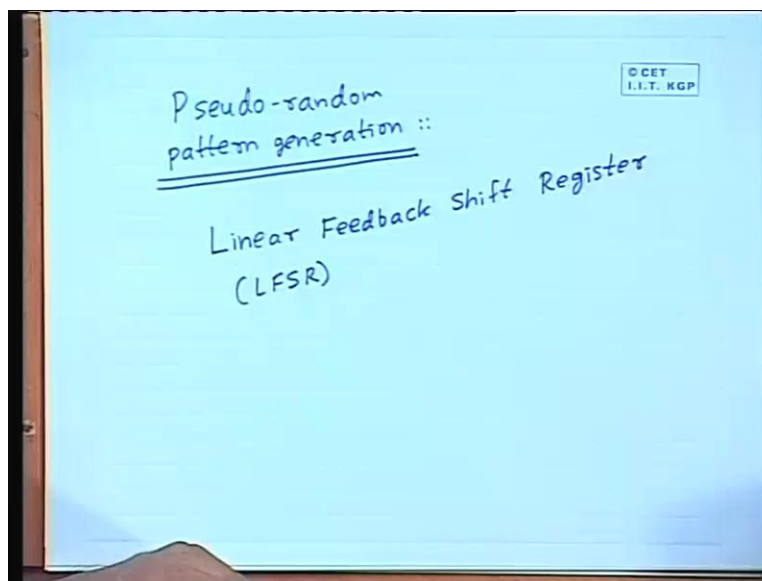 © CET
I.I.T. KGP
Pseudo-random
pattern generation ::
Linear Feedback Shift Register
(LFSR)